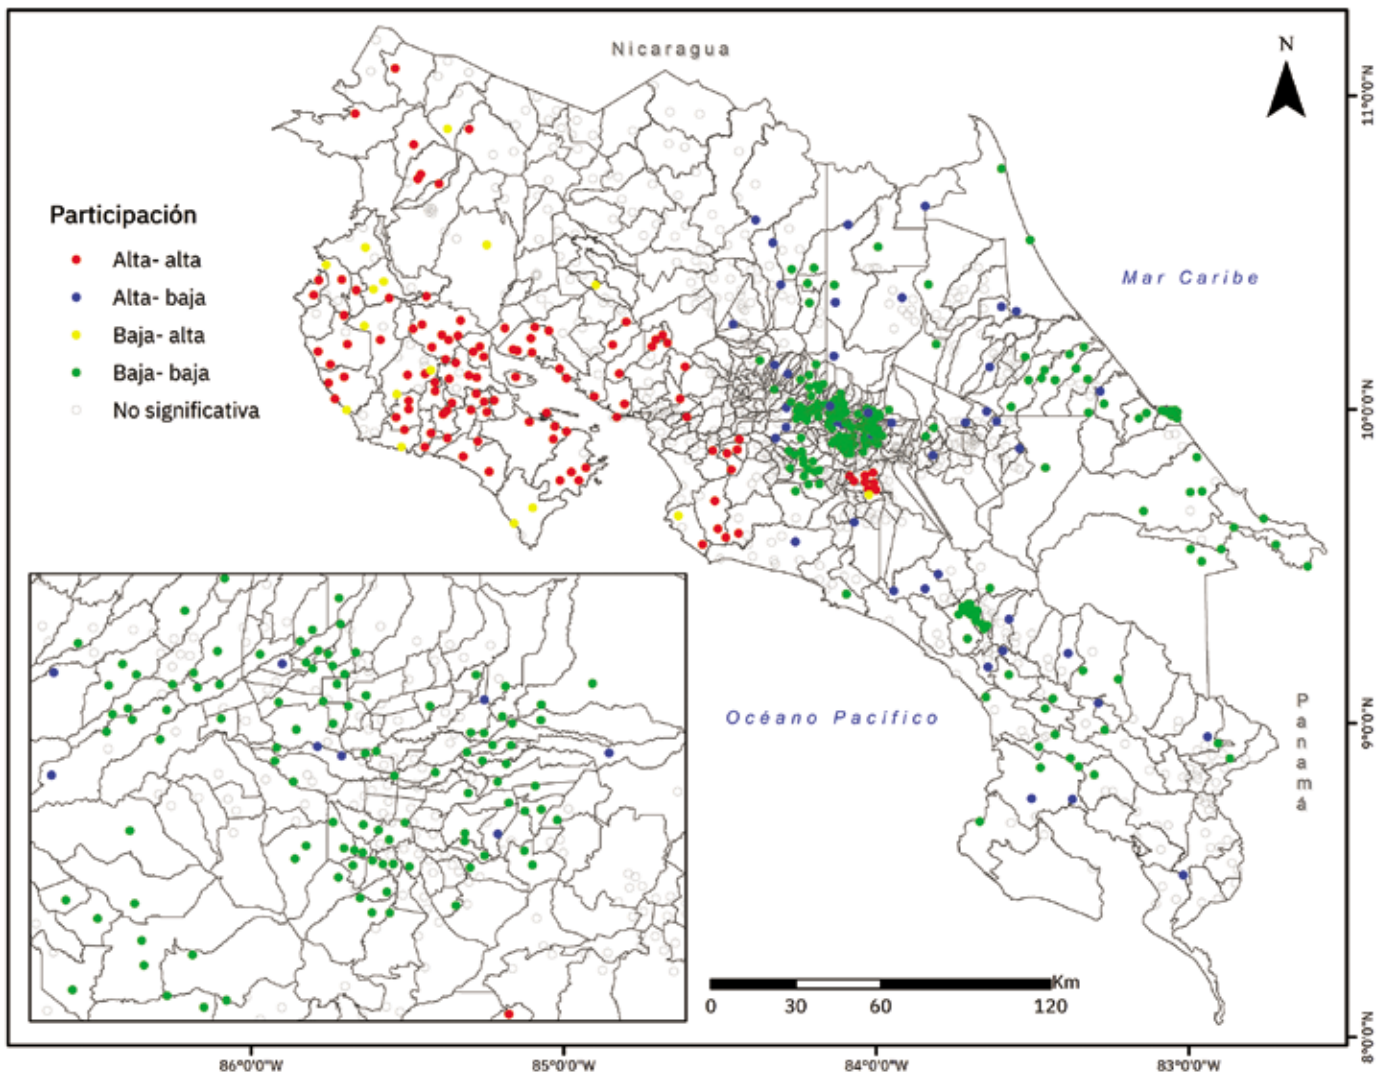 Nicaragua
N
11°0'0"N
Participación
Alta- alta
Alta- baja
Baja- alta
Baja- baja
No significativa
Mar Caribe
10°0'0"N
Océano Pacífico
Panamá
9°0'0"N
Km
0 30 60 120
8°0'0"N
86°0'0"W 85°0'0"W 84°0'0"W 83°0'0"W